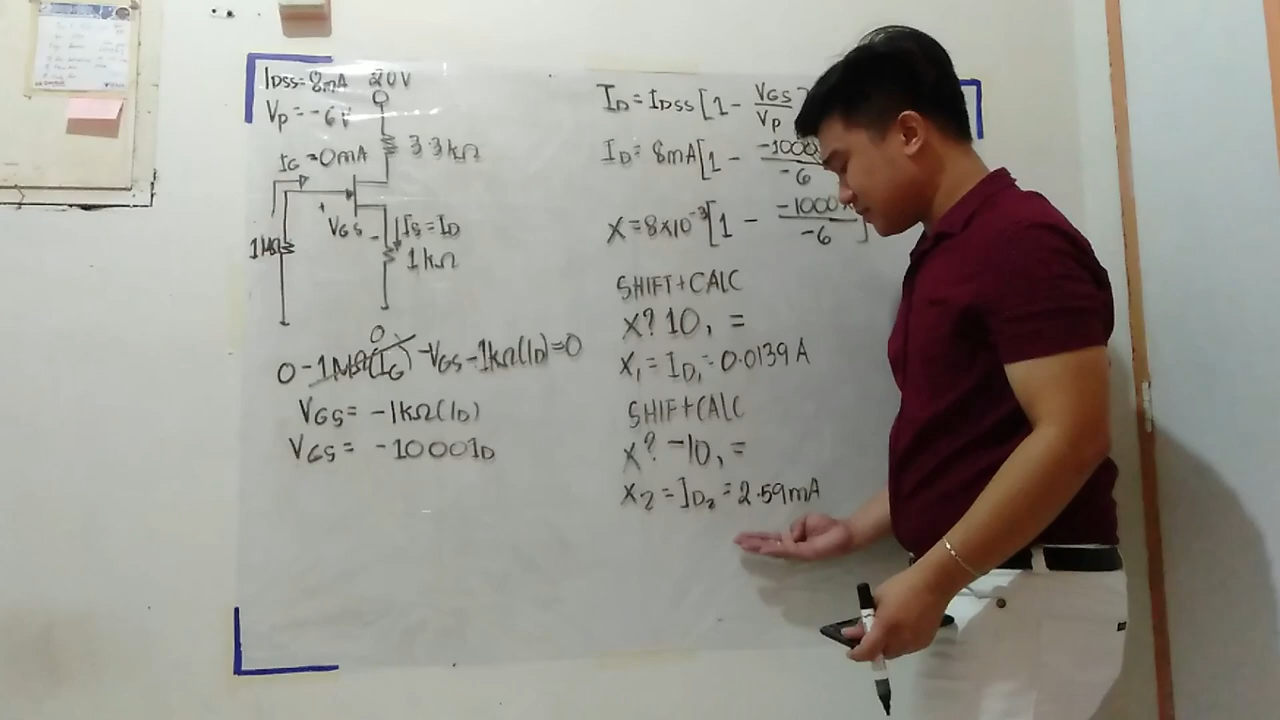 IDSS=8mA 20V
VP=-6V
3.3kΩ
IG=0mA
VGS
+
-
IS=ID
1MΩ
1kΩ
0
0-1MΩ(IG)-VGS-1kΩ(ID)=0
VGS=-1kΩ(ID)
VGS=-1000ID
ID=IDSS[1-VGS/VP
ID=8mA[1- -1000/-6
X=8x10⁻³[1- -1000/-6]
SHIFT+CALC
X? 10, =
X1=ID1=0.0139A
SHIFT+CALC
X? -10, =
X2=ID2=2.59mA